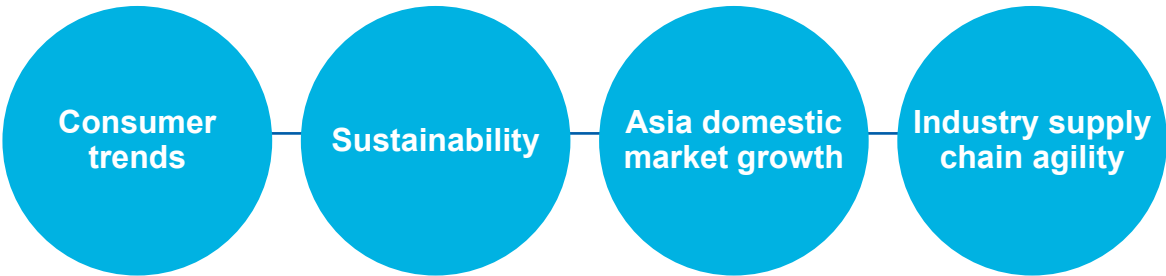 Consumer
trends
Sustainability
Asia domestic
market growth
Industry supply
chain agility